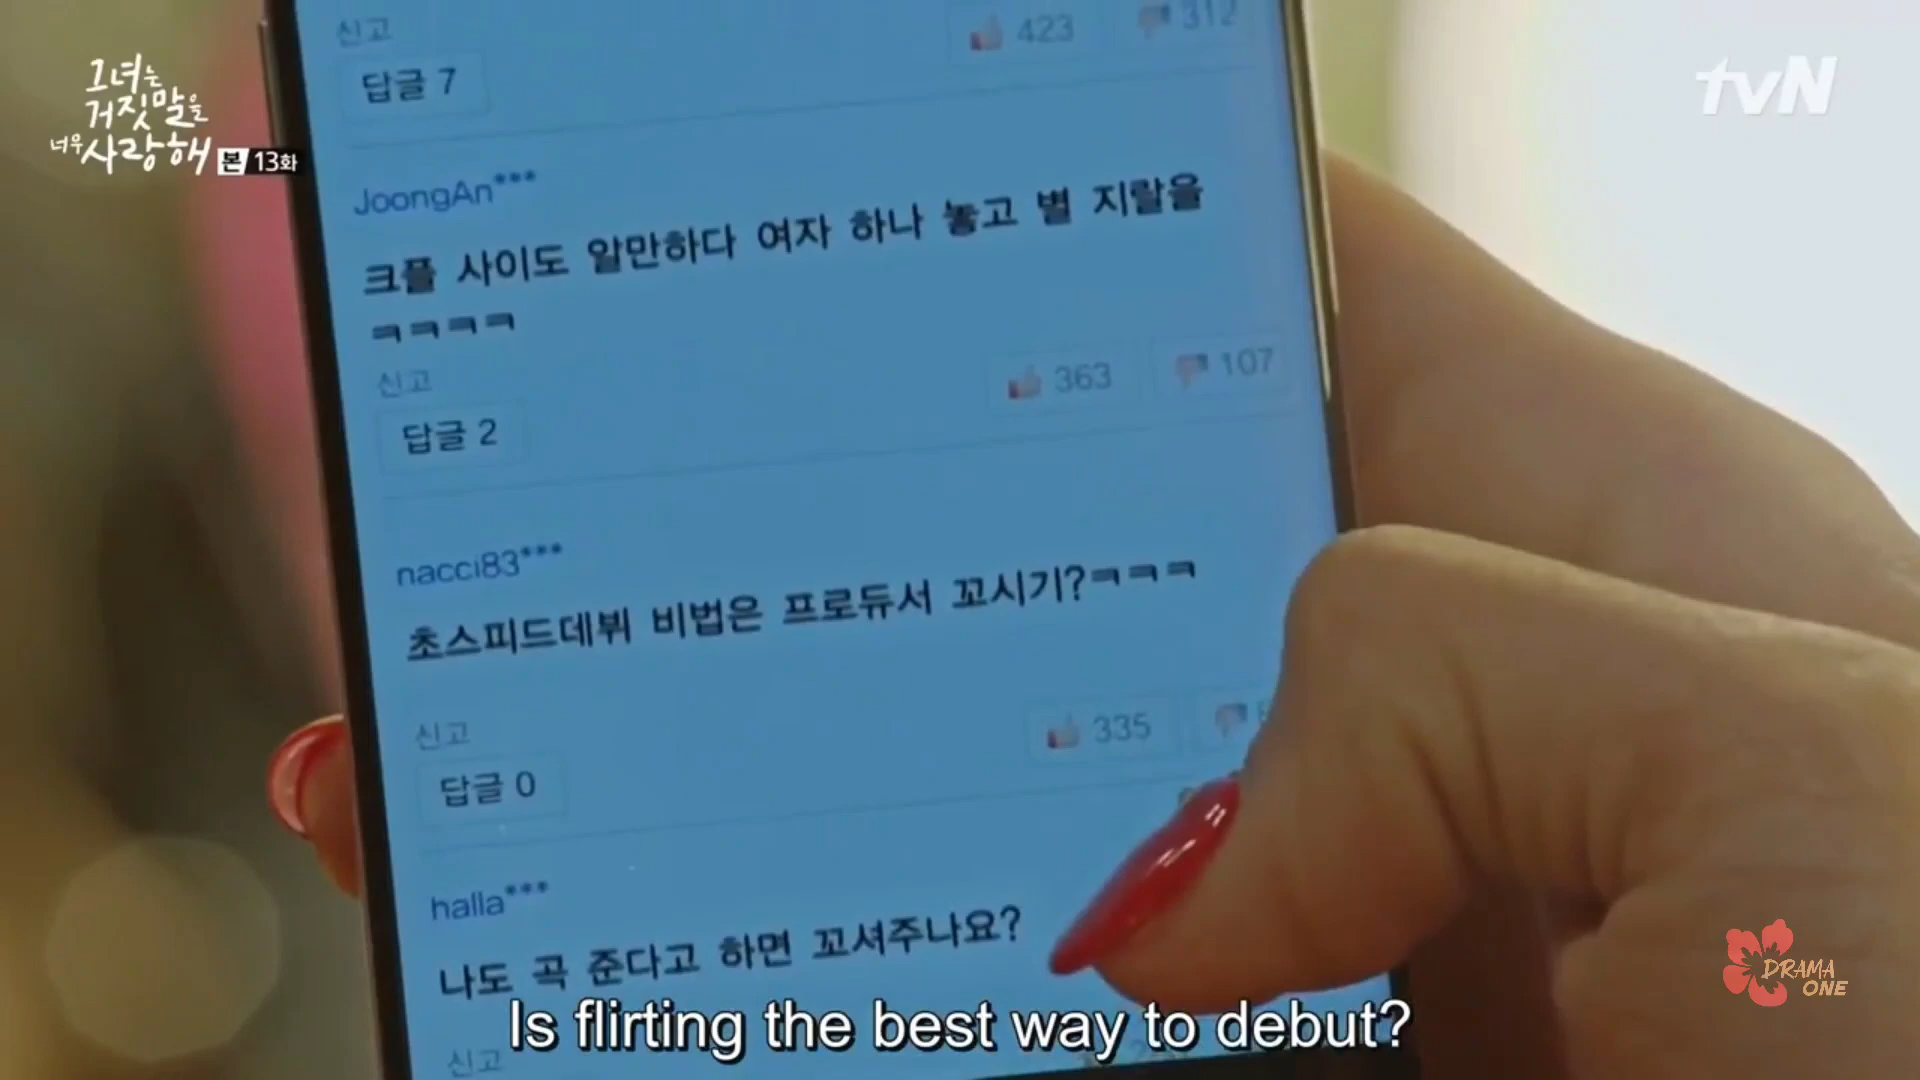 그녀는
거짓말을
너무 사랑해 본 13화
tvN
신고
423
312
답글 7
JoongAn***
크플 사이도 알만하다 여자 하나 놓고 별 지랄을
ㅋㅋㅋㅋ
신고
363
107
답글 2
nacci83***
초스피드데뷔 비법은 프로듀서 꼬시기?ㅋㅋㅋ
신고
335
답글 0
halla***
나도 곡 준다고 하면 꼬셔주나요?
신고
Is flirting the best way to debut?
DRAMA
ONE